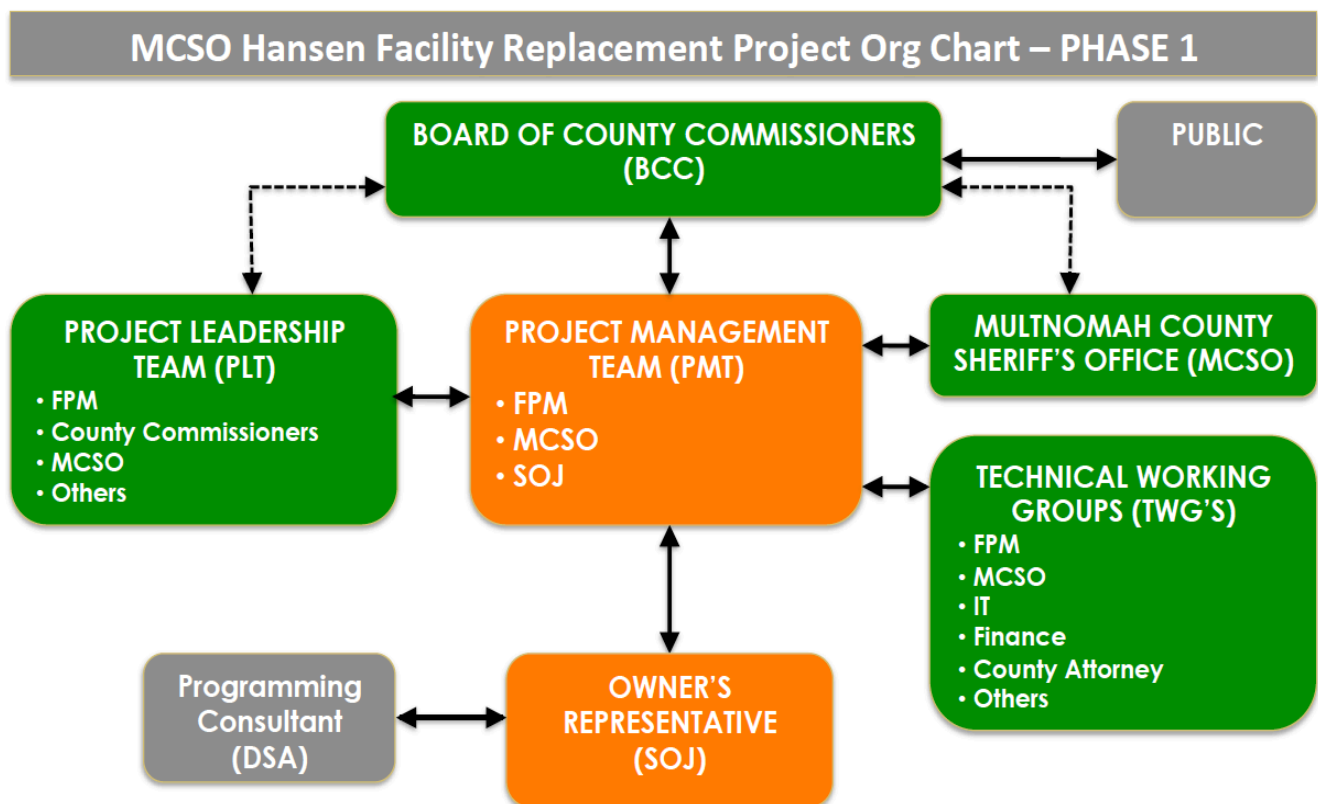 MCSO Hansen Facility Replacement Project Org Chart – PHASE 1
BOARD OF COUNTY COMMISSIONERS
(BCC)
PUBLIC
PROJECT LEADERSHIP
TEAM (PLT)
• FPM
• County Commissioners
• MCSO
• Others
PROJECT MANAGEMENT
TEAM (PMT)
• FPM
• MCSO
• SOJ
MULTNOMAH COUNTY
SHERIFF'S OFFICE (MCSO)
TECHNICAL WORKING
GROUPS (TWG'S)
• FPM
• MCSO
• IT
• Finance
• County Attorney
• Others
Programming
Consultant
(DSA)
OWNER'S
REPRESENTATIVE
(SOJ)